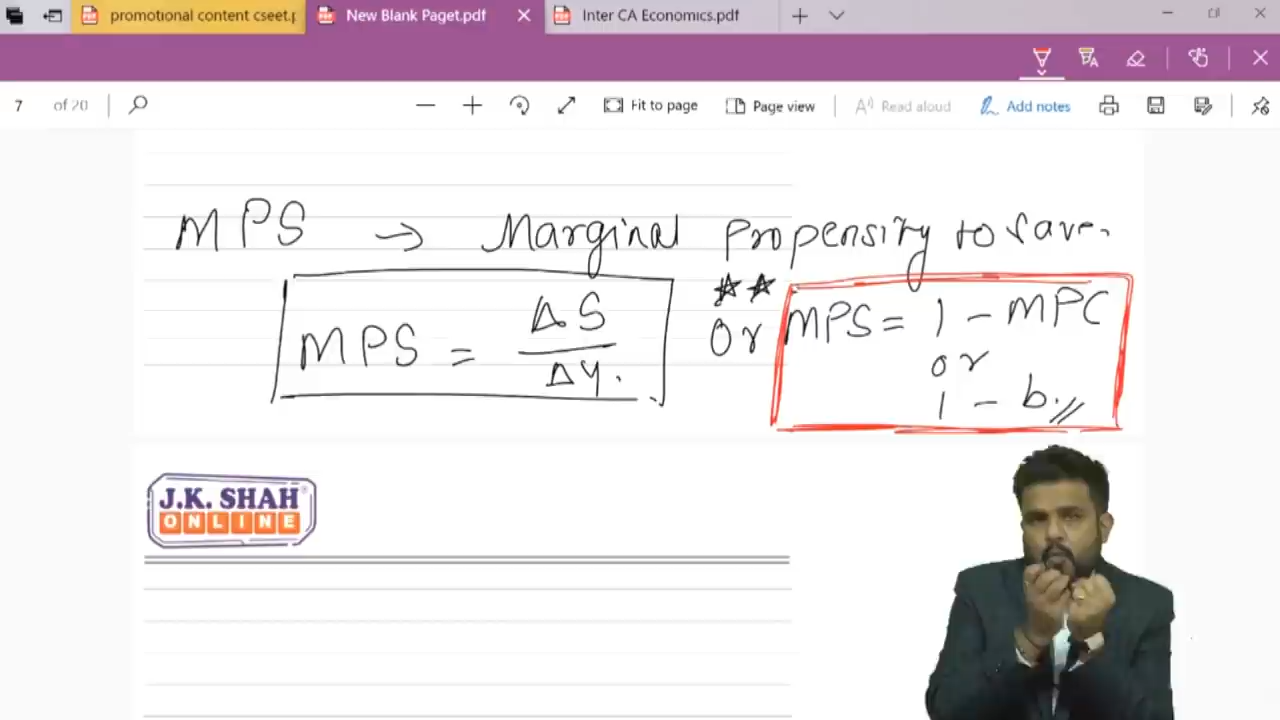 promotional content cseet.p
New Blank Paget.pdf
Inter CA Economics.pdf
7 of 20
Fit to page
Page view
Read aloud
Add notes
MPS → Marginal Propensity to Save.
MPS = ΔS / ΔY.
or
MPS = 1 - MPC
or
1 - b.
J.K. SHAH
ONLINE